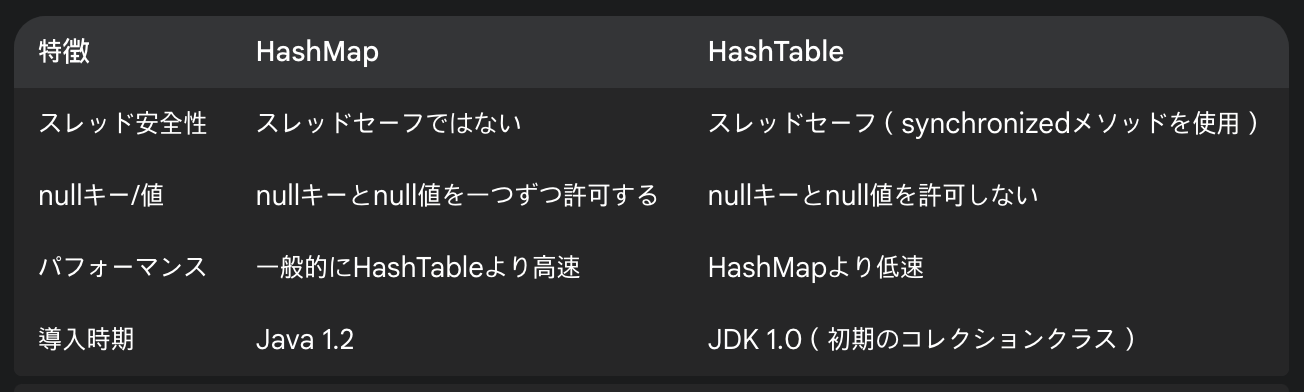 特徴 HashMap HashTable
スレッド安全性 スレッドセーフではない スレッドセーフ ( synchronizedメソッドを使用 )
nullキー/値 nullキーとnull値を一つずつ許可する nullキーとnull値を許可しない
パフォーマンス 一般的にHashTableより高速 HashMapより低速
導入時期 Java 1.2 JDK 1.0 ( 初期のコレクションクラス )